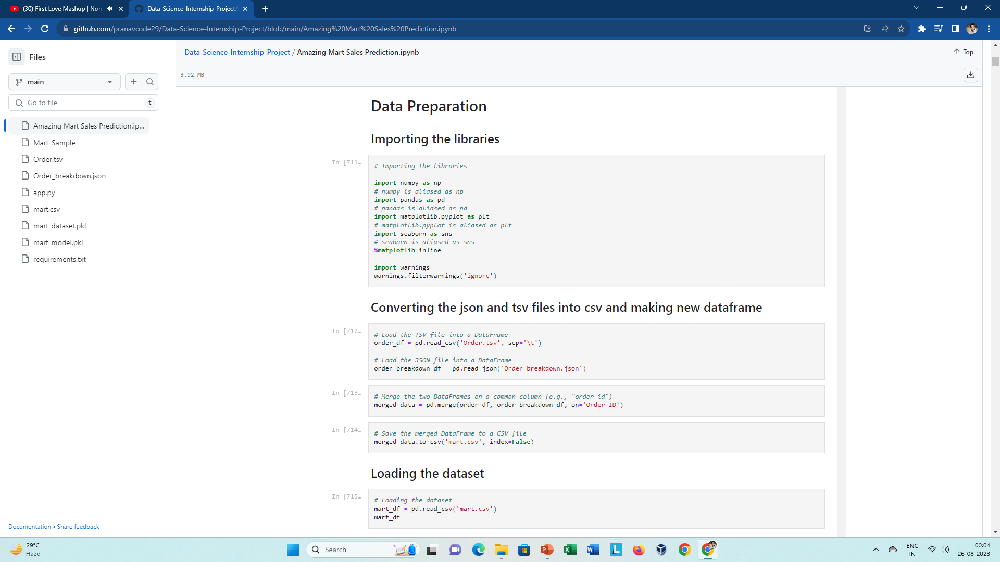 (30) First Love Mashup | Non
Data-Science-Internship-Project/
github.com/pranavcode29/Data-Science-Internship-Project/blob/main/Amazing%20Mart%20Sales%20Prediction.ipynb
Files
main
Go to file
t
Amazing Mart Sales Prediction.ip...
Mart_Sample
Order.tsv
Order_breakdown.json
app.py
mart.csv
mart_dataset.pkl
mart_model.pkl
requirements.txt
Documentation • Share feedback
Data-Science-Internship-Project / Amazing Mart Sales Prediction.ipynb
Top
3.92 MB
Data Preparation
Importing the libraries
In [711…
# Importing the libraries
import numpy as np
# numpy is aliased as np
import pandas as pd
# pandas is aliased as pd
import matplotlib.pyplot as plt
# matplotlib.pyplot is aliased as plt
import seaborn as sns
# seaborn is aliased as sns
%matplotlib inline
import warnings
warnings.filterwarnings('ignore')
Converting the json and tsv files into csv and making new dataframe
In [712…
# Load the TSV file into a DataFrame
order_df = pd.read_csv('Order.tsv', sep='\t')
# Load the JSON file into a DataFrame
order_breakdown_df = pd.read_json('Order_breakdown.json')
In [713…
# Merge the two DataFrames on a common column (e.g., "order_id")
merged_data = pd.merge(order_df, order_breakdown_df, on='Order ID')
In [714…
# Save the merged DataFrame to a CSV file
merged_data.to_csv('mart.csv', index=False)
Loading the dataset
In [715…
# Loading the dataset
mart_df = pd.read_csv('mart.csv')
mart_df
29°C
Haze
Search
ENG
IN
00:04
26-08-2023